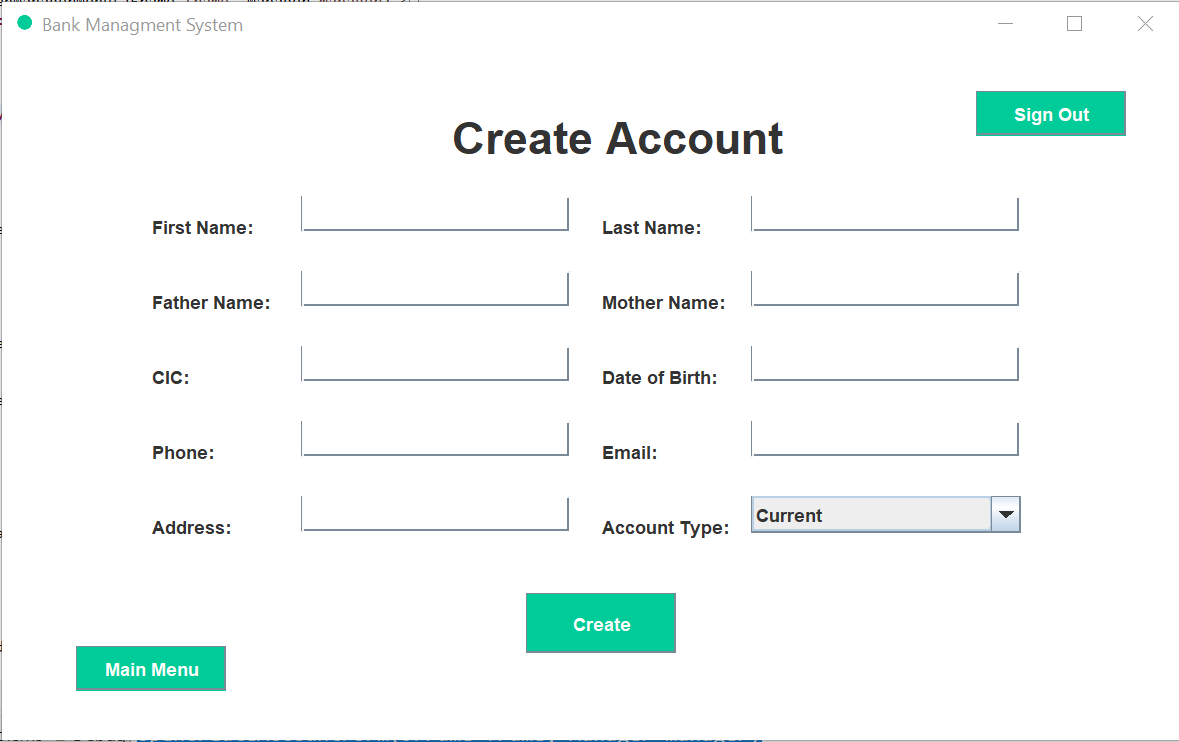 Bank Managment System
Sign Out
Create Account
First Name:
Last Name:
Father Name:
Mother Name:
CIC:
Date of Birth:
Phone:
Email:
Address:
Account Type:
Current
Create
Main Menu